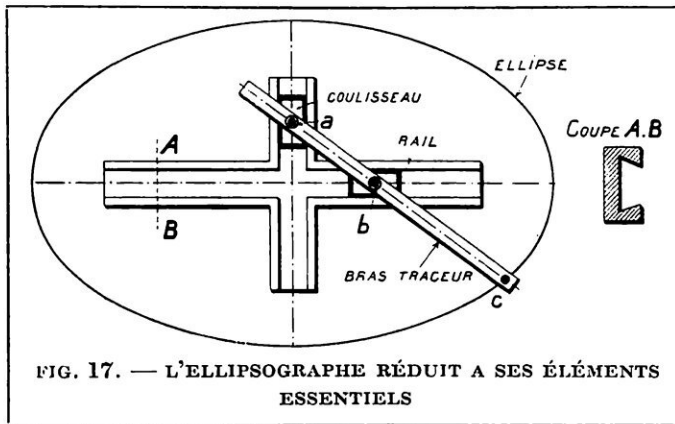 ELLIPSE
COULISSEAU
a
A
RAIL
COUPE A.B
B
b
BRAS TRACEUR
c
FIG. 17. — L'ELLIPSOGRAPHE RÉDUIT A SES ÉLÉMENTS
ESSENTIELS